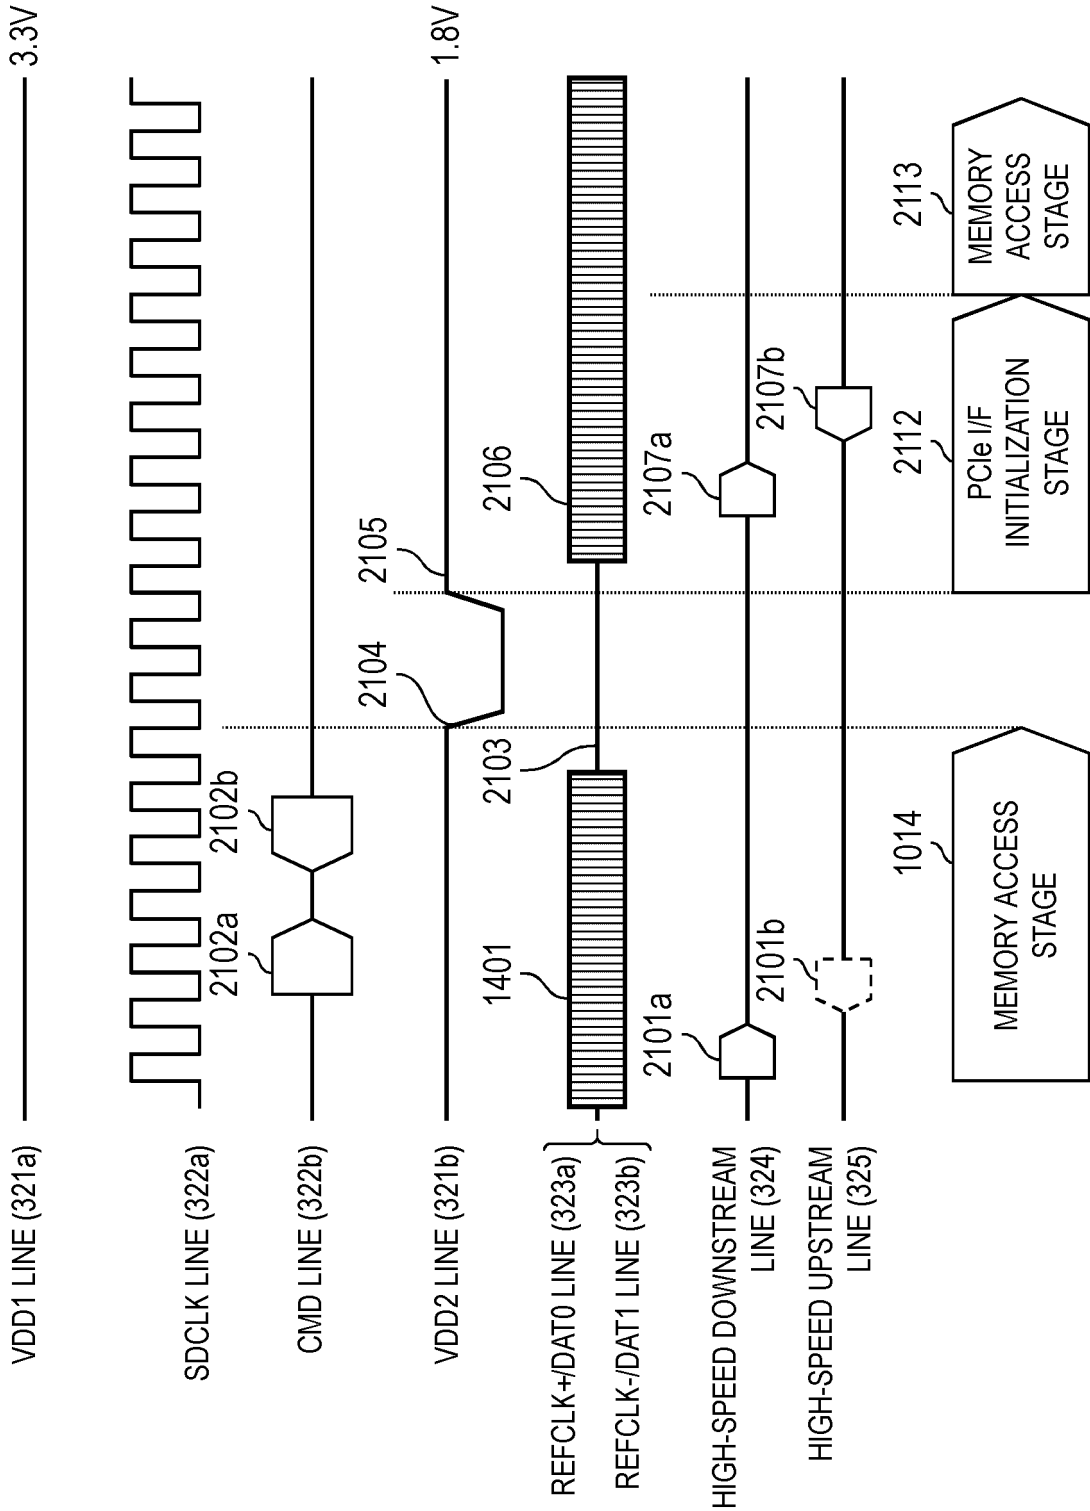 VDD1 LINE (321a)
3.3V
SDCLK LINE (322a)
CMD LINE (322b)
2102a
2102b
VDD2 LINE (321b)
2104
2105
1.8V
REFCLK+/DAT0 LINE (323a)
REFCLK-/DAT1 LINE (323b)
1401
2103
2106
HIGH-SPEED DOWNSTREAM
LINE (324)
2101a
2107a
HIGH-SPEED UPSTREAM
LINE (325)
2101b
2107b
1014
2112
2113
MEMORY ACCESS
STAGE
PCIe I/F
INITIALIZATION
STAGE
MEMORY
ACCESS
STAGE